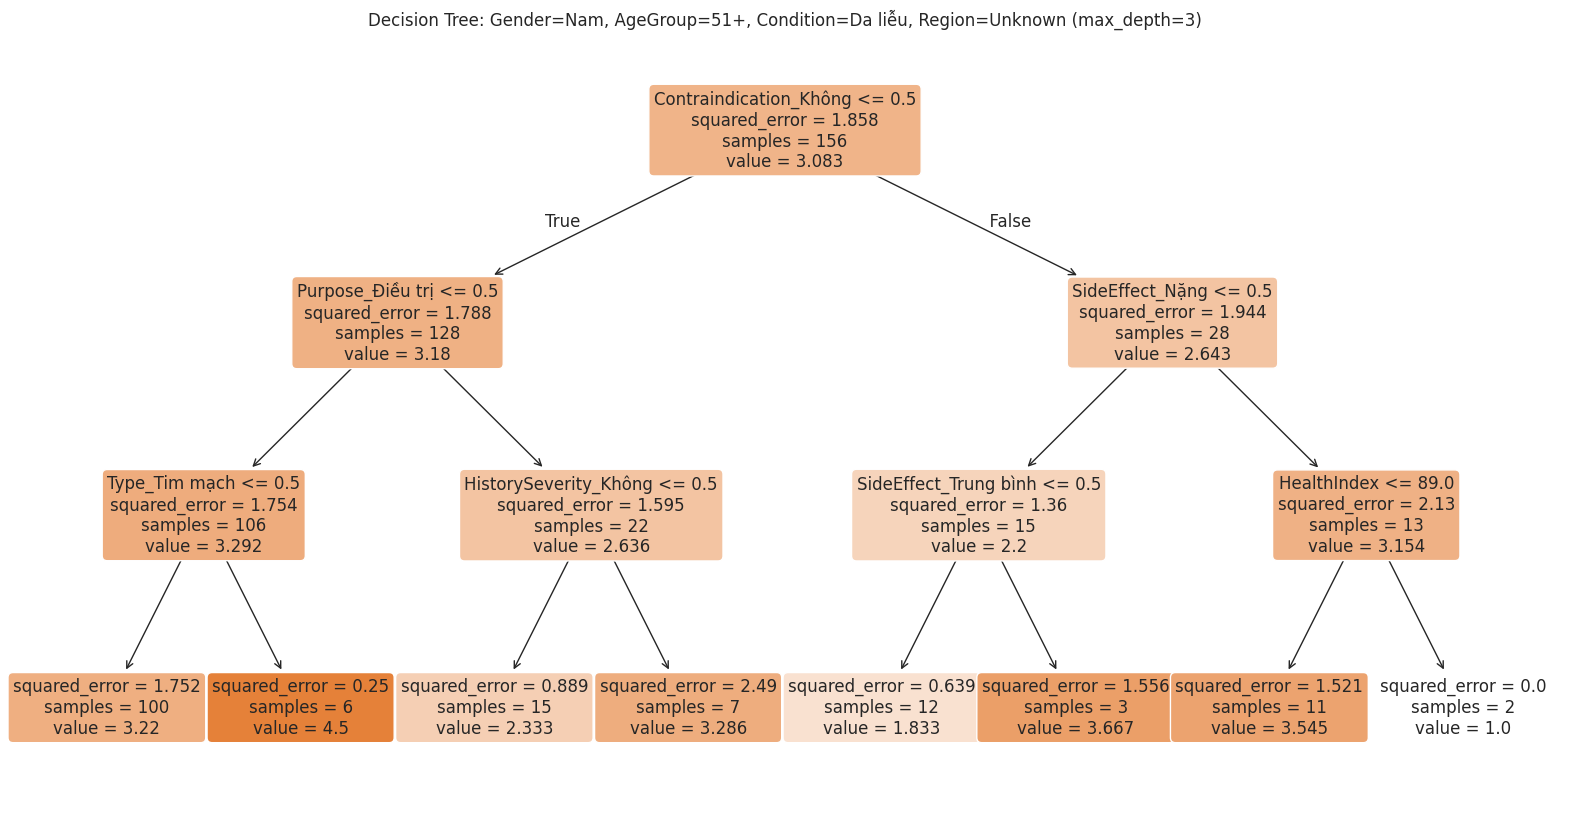 Decision Tree: Gender=Nam, AgeGroup=51+, Condition=Da liễu, Region=Unknown (max_depth=3)
Contraindication_Không <= 0.5
squared_error = 1.858
samples = 156
value = 3.083
True
False
Purpose_Điều trị <= 0.5
squared_error = 1.788
samples = 128
value = 3.18
SideEffect_Nặng <= 0.5
squared_error = 1.944
samples = 28
value = 2.643
Type_Tim mạch <= 0.5
squared_error = 1.754
samples = 106
value = 3.292
HistorySeverity_Không <= 0.5
squared_error = 1.595
samples = 22
value = 2.636
SideEffect_Trung bình <= 0.5
squared_error = 1.36
samples = 15
value = 2.2
HealthIndex <= 89.0
squared_error = 2.13
samples = 13
value = 3.154
squared_error = 1.752
samples = 100
value = 3.22
squared_error = 0.25
samples = 6
value = 4.5
squared_error = 0.889
samples = 15
value = 2.333
squared_error = 2.49
samples = 7
value = 3.286
squared_error = 0.639
samples = 12
value = 1.833
squared_error = 1.556
samples = 3
value = 3.667
squared_error = 1.521
samples = 11
value = 3.545
squared_error = 0.0
samples = 2
value = 1.0